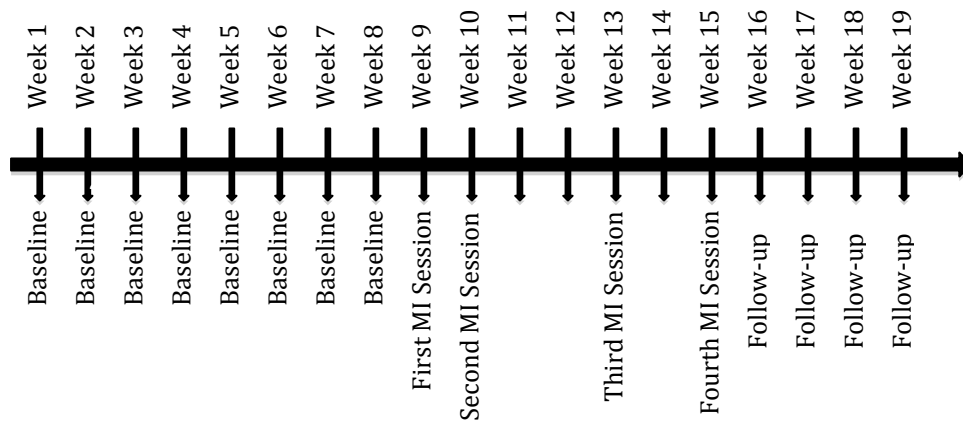 Week 1
Week 2
Week 3
Week 4
Week 5
Week 6
Week 7
Week 8
Week 9
Week 10
Week 11
Week 12
Week 13
Week 14
Week 15
Week 16
Week 17
Week 18
Week 19
Baseline
Baseline
Baseline
Baseline
Baseline
Baseline
Baseline
Baseline
First MI Session
Second MI Session
Third MI Session
Fourth MI Session
Follow-up
Follow-up
Follow-up
Follow-up